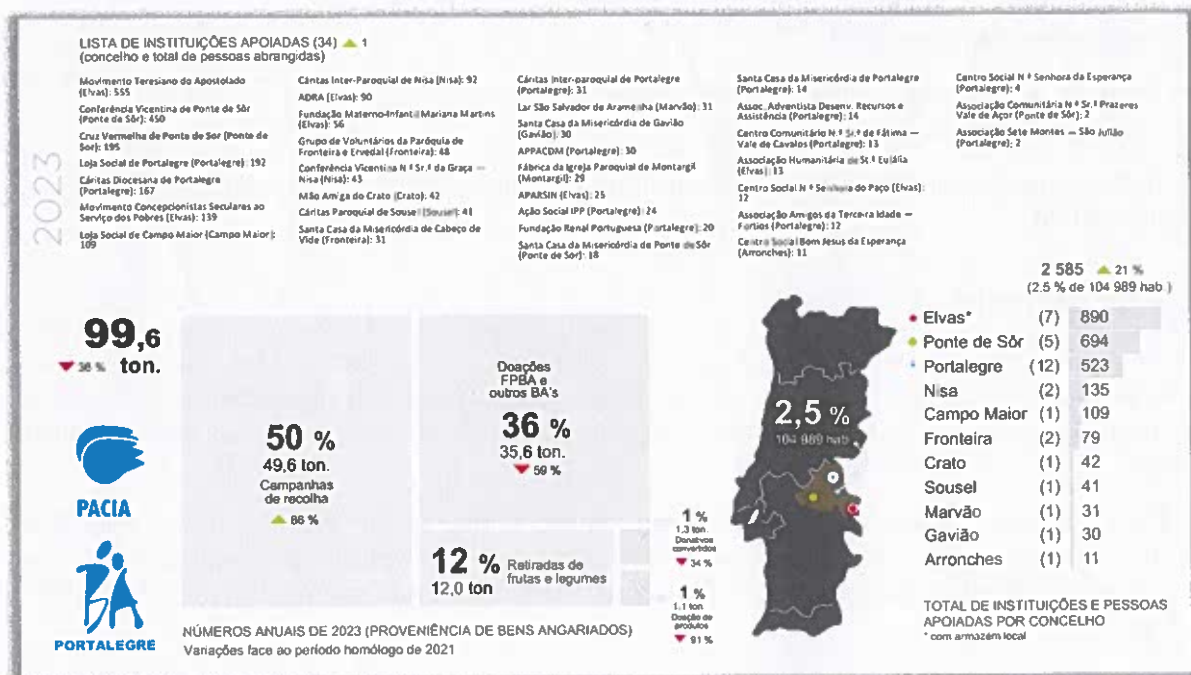 LISTA DE INSTITUIÇÕES APOIADAS (34) ▲ 1
(concelho e total de pessoas abrangidas)
2023
Movimento Teresiano do Apostolado
(Elvas): 555
Conferência Vicentina de Ponte de Sôr
(Ponte de Sôr): 450
Cruz Vermelha de Ponte de Sor (Ponte de
Sor): 195
Loja Social de Portalegre (Portalegre): 192
Cáritas Diocesana de Portalegre
(Portalegre): 167
Movimento Concepcionistas Seculares ao
Serviço dos Pobres (Elvas): 139
Loja Social de Campo Maior (Campo Maior):
109
Cáritas Inter-Paroquial de Nisa (Nisa): 92
ADRA (Elvas): 90
Fundação Materno-Infantil Mariana Martins
(Elvas): 56
Grupo de Voluntários da Paróquia de
Fronteira e Ervedal (Fronteira): 48
Conferência Vicentina N ª Sr.ª da Graça —
Nisa (Nisa): 43
Mão Amiga do Crato (Crato): 42
Cáritas Paroquial de Sousel (Sousel): 41
Santa Casa da Misericórdia de Cabeço de
Vide (Fronteira): 31
Cáritas Inter-paroquial de Portalegre
(Portalegre): 31
Lar São Salvador de Aramenha (Marvão): 31
Santa Casa da Misericórdia de Gavião
(Gavião): 30
APPACDM (Portalegre): 30
Fábrica da Igreja Paroquial de Montargil
(Montargil): 29
APARSIN (Elvas): 25
Ação Social IPP (Portalegre): 24
Fundação Renal Portuguesa (Portalegre): 20
Santa Casa da Misericórdia de Ponte de Sôr
(Ponte de Sor): 18
Santa Casa da Misericórdia de Portalegre
(Portalegre): 14
Assoc. Adventista Desenv. Recursos e
Assistência (Portalegre): 14
Centro Comunitário N.ª Sr.ª de Fátima —
Vale de Cavalos (Portalegre): 13
Associação Humanitária de St.ª Eulália
(Elvas): 13
Centro Social N ª Senhora do Paço (Elvas):
12
Associação Amigos da Terceira Idade —
Fortios (Portalegre): 12
Centro Social Bom Jesus da Esperança
(Arronches): 11
Centro Social N ª Senhora da Esperança
(Portalegre): 4
Associação Comunitária N ª Sr.ª Prazeres
Vale de Açor (Ponte de Sôr): 2
Associação Sete Montes — São Julião
(Portalegre): 2
99,6
▼ 38 % ton.
PACIA
BA
PORTALEGRE
50 %
49,6 ton.
Campanhas
de recolha
▲ 86 %
Doações
FPBA e
outros BA's
36 %
35,6 ton.
▼ 59 %
12 %
12,0 ton
Retiradas de
frutas e legumes
1 %
1,3 ton.
Donativos
convertidos
▼ 34 %
1 %
1,1 ton
Doação de
produtos
▼ 91 %
NÚMEROS ANUAIS DE 2023 (PROVENIÊNCIA DE BENS ANGARIADOS)
Variações face ao período homólogo de 2021
2,5 %
104 989 hab
2 585 ▲ 21 %
(2.5 % de 104 989 hab )
Elvas* (7) 890
Ponte de Sôr (5) 694
Portalegre (12) 523
Nisa (2) 135
Campo Maior (1) 109
Fronteira (2) 79
Crato (1) 42
Sousel (1) 41
Marvão (1) 31
Gavião (1) 30
Arronches (1) 11
TOTAL DE INSTITUIÇÕES E PESSOAS
APOIADAS POR CONCELHO
* com armazém local